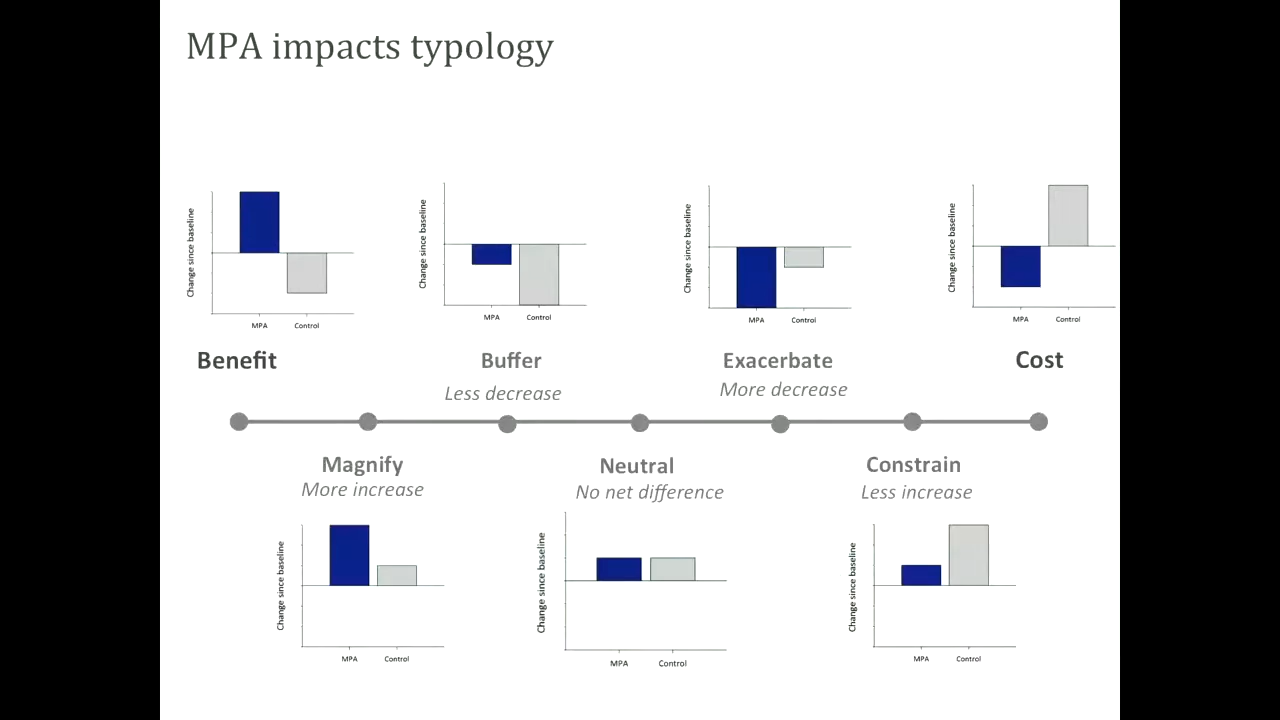 MPA impacts typology
Change since baseline
MPA Control
Change since baseline
MPA Control
Change since baseline
MPA Control
Change since baseline
MPA Control
Benefit
Buffer
Less decrease
Exacerbate
More decrease
Cost
Magnify
More increase
Neutral
No net difference
Constrain
Less increase
Change since baseline
MPA Control
Change since baseline
MPA Control
Change since baseline
MPA Control